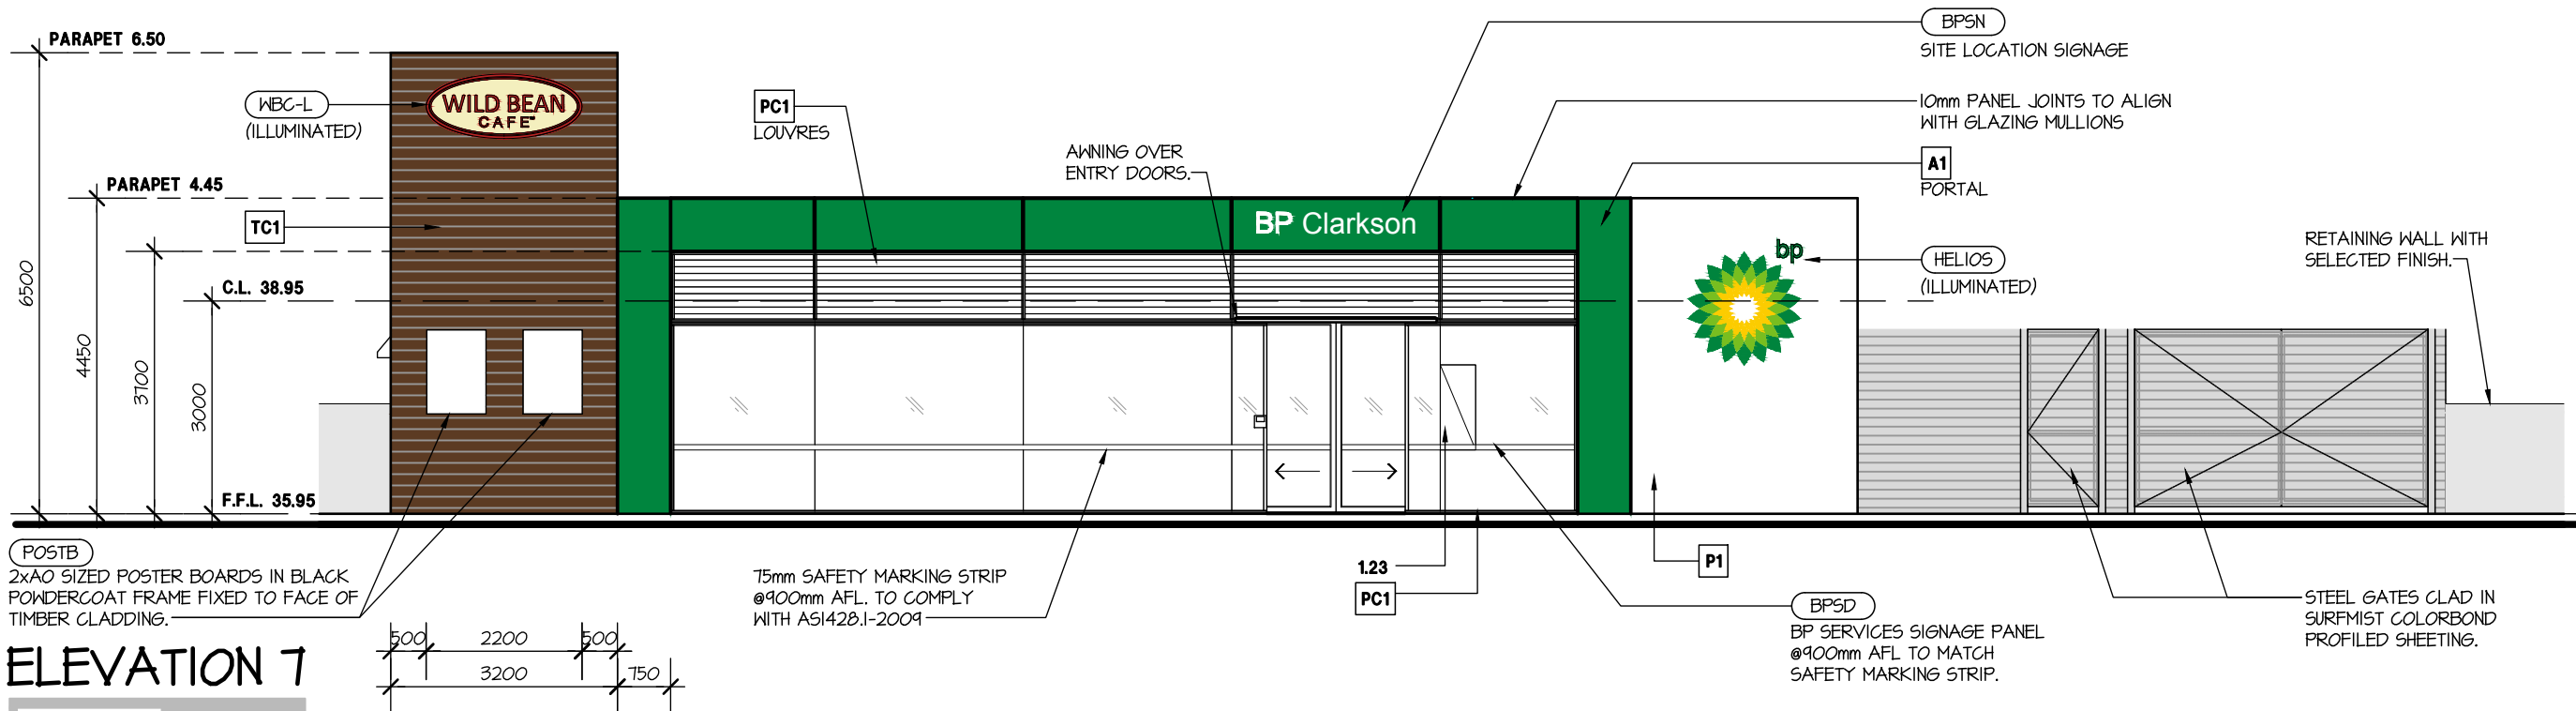 PARAPET 6.50
WBC-L
(ILLUMINATED)
WILD BEAN
CAFE
PARAPET 4.45
TC1
C.L. 38.95
F.F.L. 35.95
6500
4450
3700
3000
PC1
LOUVRES
AWNING OVER
ENTRY DOORS.
BP Clarkson
BPSN
SITE LOCATION SIGNAGE
10mm PANEL JOINTS TO ALIGN
WITH GLAZING MULLIONS
A1
PORTAL
bp
HELIOS
(ILLUMINATED)
RETAINING WALL WITH
SELECTED FINISH.
POSTB
2xAO SIZED POSTER BOARDS IN BLACK
POWDERCOAT FRAME FIXED TO FACE OF
TIMBER CLADDING.
75mm SAFETY MARKING STRIP
@900mm AFL. TO COMPLY
WITH AS1428.1-2009
1.23
PC1
P1
BPSD
BP SERVICES SIGNAGE PANEL
@900mm AFL TO MATCH
SAFETY MARKING STRIP.
STEEL GATES CLAD IN
SURFMIST COLORBOND
PROFILED SHEETING.
500 2200 500
3200 750
ELEVATION 7